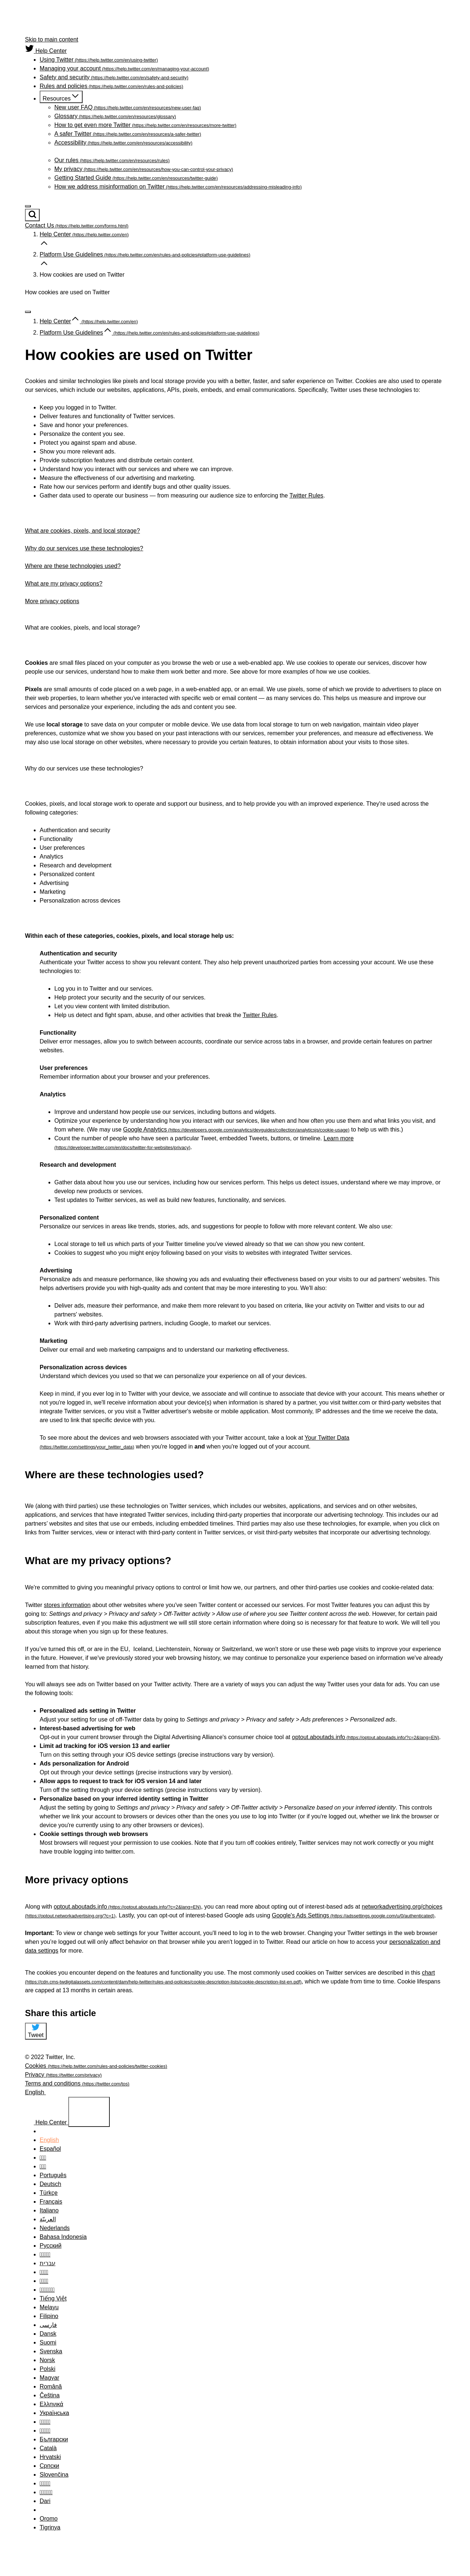 Skip to main content
Help Center
Using Twitter (https://help.twitter.com/en/using-twitter)
Managing your account (https://help.twitter.com/en/managing-your-account)
Safety and security (https://help.twitter.com/en/safety-and-security)
Rules and policies (https://help.twitter.com/en/rules-and-policies)
Resources
New user FAQ (https://help.twitter.com/en/resources/new-user-faq)
Glossary (https://help.twitter.com/en/resources/glossary)
How to get even more Twitter (https://help.twitter.com/en/resources/more-twitter)
A safer Twitter (https://help.twitter.com/en/resources/a-safer-twitter)
Accessibility (https://help.twitter.com/en/resources/accessibility)
Our rules (https://help.twitter.com/en/resources/rules)
My privacy (https://help.twitter.com/en/resources/how-you-can-control-your-privacy)
Getting Started Guide (https://help.twitter.com/en/resources/twitter-guide)
How we address misinformation on Twitter (https://help.twitter.com/en/resources/addressing-misleading-info)
Contact Us (https://help.twitter.com/forms.html)
1. Help Center (https://help.twitter.com/en)
2. Platform Use Guidelines (https://help.twitter.com/en/rules-and-policies#platform-use-guidelines)
3. How cookies are used on Twitter
How cookies are used on Twitter
1. Help Center (https://help.twitter.com/en)
2. Platform Use Guidelines (https://help.twitter.com/en/rules-and-policies#platform-use-guidelines)
How cookies are used on Twitter
Cookies and similar technologies like pixels and local storage provide you with a better, faster, and safer experience on Twitter. Cookies are also used to operate
our services, which include our websites, applications, APIs, pixels, embeds, and email communications. Specifically, Twitter uses these technologies to:
Keep you logged in to Twitter.
Deliver features and functionality of Twitter services.
Save and honor your preferences.
Personalize the content you see.
Protect you against spam and abuse.
Show you more relevant ads.
Provide subscription features and distribute certain content.
Understand how you interact with our services and where we can improve.
Measure the effectiveness of our advertising and marketing.
Rate how our services perform and identify bugs and other quality issues.
Gather data used to operate our business — from measuring our audience size to enforcing the Twitter Rules.
What are cookies, pixels, and local storage?
Why do our services use these technologies?
Where are these technologies used?
What are my privacy options?
More privacy options
What are cookies, pixels, and local storage?
Cookies are small files placed on your computer as you browse the web or use a web-enabled app. We use cookies to operate our services, discover how
people use our services, understand how to make them work better and more. See above for more examples of how we use cookies.
Pixels are small amounts of code placed on a web page, in a web-enabled app, or an email. We use pixels, some of which we provide to advertisers to place on
their web properties, to learn whether you've interacted with specific web or email content — as many services do. This helps us measure and improve our
services and personalize your experience, including the ads and content you see.
We use local storage to save data on your computer or mobile device. We use data from local storage to turn on web navigation, maintain video player
preferences, customize what we show you based on your past interactions with our services, remember your preferences, and measure ad effectiveness. We
may also use local storage on other websites, where necessary to provide you certain features, to obtain information about your visits to those sites.
Why do our services use these technologies?
Cookies, pixels, and local storage work to operate and support our business, and to help provide you with an improved experience. They're used across the
following categories:
Authentication and security
Functionality
User preferences
Analytics
Research and development
Personalized content
Advertising
Marketing
Personalization across devices
Within each of these categories, cookies, pixels, and local storage help us:
Authentication and security
Authenticate your Twitter access to show you relevant content. They also help prevent unauthorized parties from accessing your account. We use these
technologies to:
Log you in to Twitter and our services.
Help protect your security and the security of our services.
Let you view content with limited distribution.
Help us detect and fight spam, abuse, and other activities that break the Twitter Rules.
Functionality
Deliver error messages, allow you to switch between accounts, coordinate our service across tabs in a browser, and provide certain features on partner
websites.
User preferences
Remember information about your browser and your preferences.
Analytics
Improve and understand how people use our services, including buttons and widgets.
Optimize your experience by understanding how you interact with our services, like when and how often you use them and what links you visit, and
from where. (We may use Google Analytics (https://developers.google.com/analytics/devguides/collection/analyticsjs/cookie-usage) to help us with this.)
Count the number of people who have seen a particular Tweet, embedded Tweets, buttons, or timeline. Learn more
(https://developer.twitter.com/en/docs/twitter-for-websites/privacy).
Research and development
Gather data about how you use our services, including how our services perform. This helps us detect issues, understand where we may improve, or
develop new products or services.
Test updates to Twitter services, as well as build new features, functionality, and services.
Personalized content
Personalize our services in areas like trends, stories, ads, and suggestions for people to follow with more relevant content. We also use:
Local storage to tell us which parts of your Twitter timeline you've viewed already so that we can show you new content.
Cookies to suggest who you might enjoy following based on your visits to websites with integrated Twitter services.
Advertising
Personalize ads and measure performance, like showing you ads and evaluating their effectiveness based on your visits to our ad partners' websites. This
helps advertisers provide you with high-quality ads and content that may be more interesting to you. We'll also:
Deliver ads, measure their performance, and make them more relevant to you based on criteria, like your activity on Twitter and visits to our ad
partners' websites.
Work with third-party advertising partners, including Google, to market our services.
Marketing
Deliver our email and web marketing campaigns and to understand our marketing effectiveness.
Personalization across devices
Understand which devices you used so that we can personalize your experience on all of your devices.
Keep in mind, if you ever log in to Twitter with your device, we associate and will continue to associate that device with your account. This means whether or
not you're logged in, we'll receive information about your device(s) when information is shared by a partner, you visit twitter.com or third-party websites that
integrate Twitter services, or you visit a Twitter advertiser's website or mobile application. Most commonly, IP addresses and the time we receive the data,
are used to link that specific device with you.
To see more about the devices and web browsers associated with your Twitter account, take a look at Your Twitter Data
(https://twitter.com/settings/your_twitter_data) when you're logged in and when you're logged out of your account.
Where are these technologies used?
We (along with third parties) use these technologies on Twitter services, which includes our websites, applications, and services and on other websites,
applications, and services that have integrated Twitter services, including third-party properties that incorporate our advertising technology. This includes our ad
partners' websites and sites that use our embeds, including embedded timelines. Third parties may also use these technologies, for example, when you click on
links from Twitter services, view or interact with third-party content in Twitter services, or visit third-party websites that incorporate our advertising technology.
What are my privacy options?
We're committed to giving you meaningful privacy options to control or limit how we, our partners, and other third-parties use cookies and cookie-related data:
Twitter stores information about other websites where you've seen Twitter content or accessed our services. For most Twitter features you can adjust this by
going to: Settings and privacy > Privacy and safety > Off-Twitter activity > Allow use of where you see Twitter content across the web. However, for certain paid
subscription features, even if you make this adjustment with will still store certain information where doing so is necessary for that feature to work. We will tell you
about this storage when you sign up for these features.
If you've turned this off, or are in the EU, Iceland, Liechtenstein, Norway or Switzerland, we won't store or use these web page visits to improve your experience
in the future. However, if we've previously stored your web browsing history, we may continue to personalize your experience based on information we've already
learned from that history.
You will always see ads on Twitter based on your Twitter activity. There are a variety of ways you can adjust the way Twitter uses your data for ads. You can use
the following tools:
Personalized ads setting in Twitter
Adjust your setting for use of off-Twitter data by going to Settings and privacy > Privacy and safety > Ads preferences > Personalized ads.
Interest-based advertising for web
Opt-out in your current browser through the Digital Advertising Alliance's consumer choice tool at optout.aboutads.info (https://optout.aboutads.info/?c=2&lang=EN).
Limit ad tracking for iOS version 13 and earlier
Turn on this setting through your iOS device settings (precise instructions vary by version).
Ads personalization for Android
Opt out through your device settings (precise instructions vary by version).
Allow apps to request to track for iOS version 14 and later
Turn off the setting through your device settings (precise instructions vary by version).
Personalize based on your inferred identity setting in Twitter
Adjust the setting by going to Settings and privacy > Privacy and safety > Off-Twitter activity > Personalize based on your inferred identity. This controls
whether we link your account to browsers or devices other than the ones you use to log into Twitter (or if you're logged out, whether we link the browser or
device you're currently using to any other browsers or devices).
Cookie settings through web browsers
Most browsers will request your permission to use cookies. Note that if you turn off cookies entirely, Twitter services may not work correctly or you might
have trouble logging into twitter.com.
More privacy options
Along with optout.aboutads.info (https://optout.aboutads.info/?c=2&lang=EN), you can read more about opting out of interest-based ads at networkadvertising.org/choices
(https://optout.networkadvertising.org/?c=1). Lastly, you can opt-out of interest-based Google ads using Google's Ads Settings (https://adssettings.google.com/u/0/authenticated).
Important: To view or change web settings for your Twitter account, you'll need to log in to the web browser. Changing your Twitter settings in the web browser
when you're logged out will only affect behavior on that browser while you aren't logged in to Twitter. Read our article on how to access your personalization and
data settings for more.
The cookies you encounter depend on the features and functionality you use. The most commonly used cookies on Twitter services are described in this chart
(https://cdn.cms-twdigitalassets.com/content/dam/help-twitter/rules-and-policies/cookie-description-lists/cookie-description-list-en.pdf), which we update from time to time. Cookie lifespans
are capped at 13 months in certain areas.
Share this article
Tweet
© 2022 Twitter, Inc.
Cookies (https://help.twitter.com/rules-and-policies/twitter-cookies)
Privacy (https://twitter.com/privacy)
Terms and conditions (https://twitter.com/tos)
English
Help Center
English
Español
Português
Deutsch
Türkçe
Français
Italiano
العربيّة
Nederlands
Bahasa Indonesia
Русский
עברית
Tiếng Việt
Melayu
Filipino
فارسی
Dansk
Suomi
Svenska
Norsk
Polski
Magyar
Română
Čeština
Ελληνικά
Українська
Български
Català
Hrvatski
Српски
Slovenčina
Dari
Oromo
Tigrinya